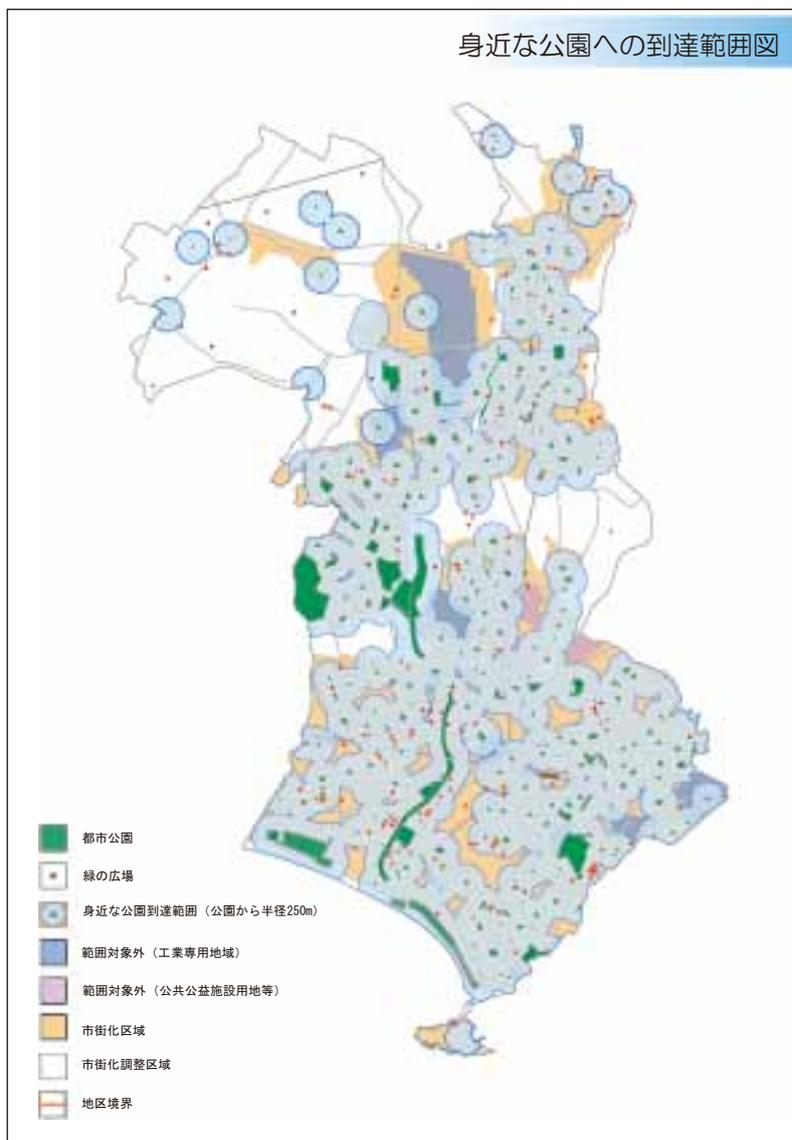 身近な公園への到達範囲図
都市公園
緑の広場
身近な公園到達範囲（公園から半径250m）
範囲対象外（工業専用地域）
範囲対象外（公共公益施設用地等）
市街化区域
市街化調整区域
地区境界